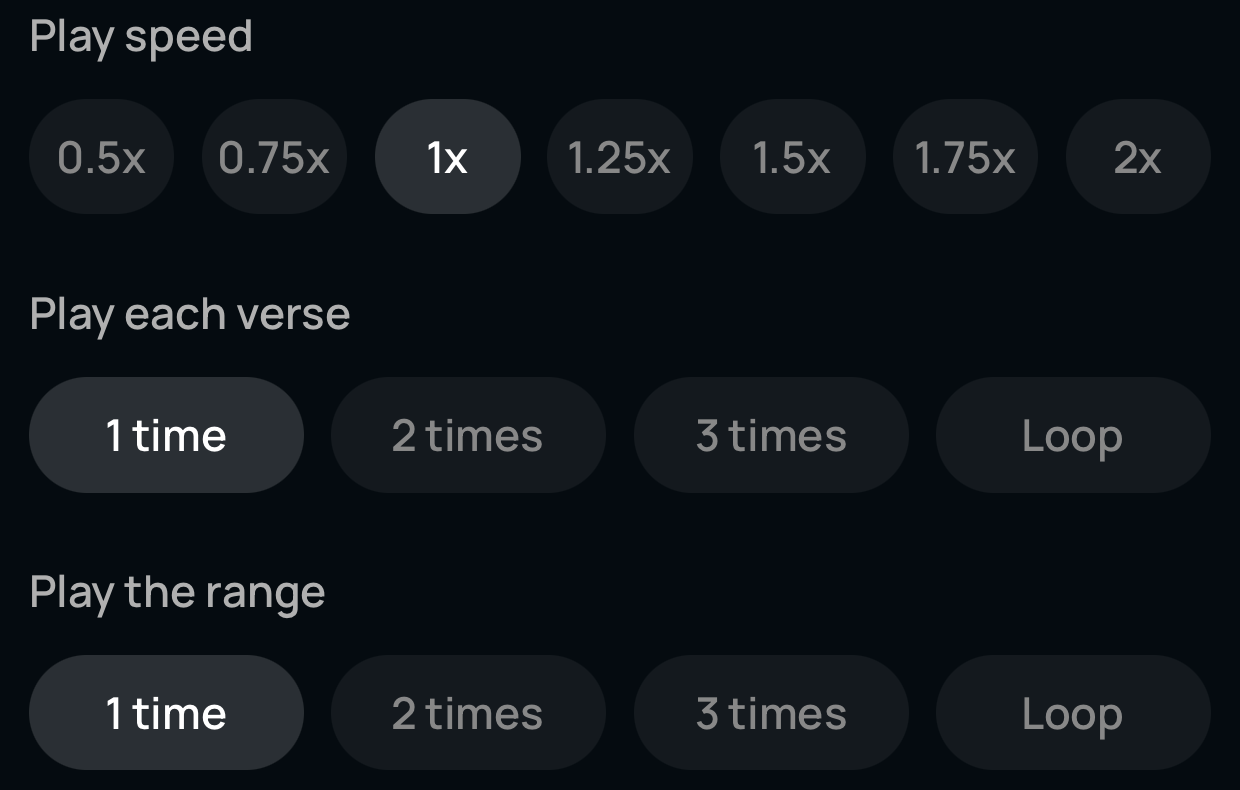 Play speed
0.5x 0.75x 1x 1.25x 1.5x 1.75x 2x
Play each verse
1 time 2 times 3 times Loop
Play the range
1 time 2 times 3 times Loop